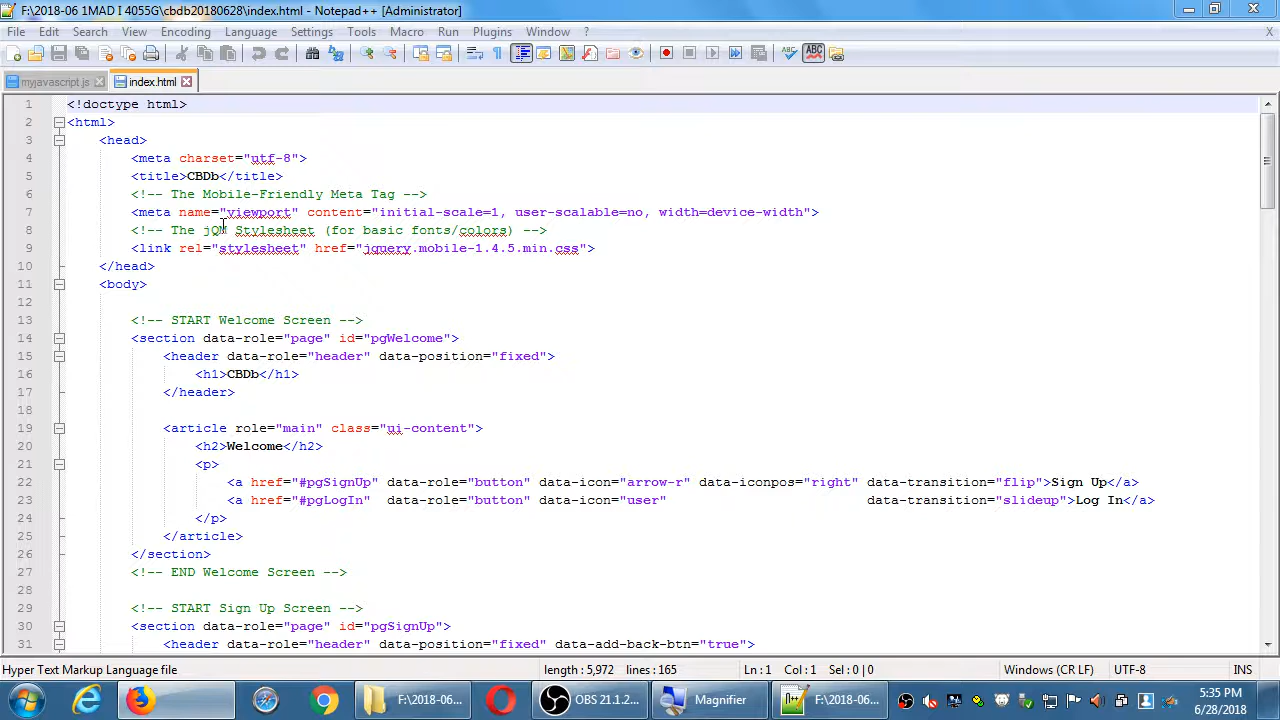 F:\2018-06 1MAD I 4055G\cbdb20180628\index.html - Notepad++ [Administrator]
File Edit Search View Encoding Language Settings Tools Macro Run Plugins Window ? X
myjavascript.js index.html
1 <!doctype html>
2 <html>
3 <head>
4 <meta charset="utf-8">
5 <title>CBDb</title>
6 <!-- The Mobile-Friendly Meta Tag -->
7 <meta name="viewport" content="initial-scale=1, user-scalable=no, width=device-width">
8 <!-- The jQM Stylesheet (for basic fonts/colors) -->
9 <link rel="stylesheet" href="jquery.mobile-1.4.5.min.css">
10 </head>
11 <body>
12
13 <!-- START Welcome Screen -->
14 <section data-role="page" id="pgWelcome">
15 <header data-role="header" data-position="fixed">
16 <h1>CBDb</h1>
17 </header>
18
19 <article role="main" class="ui-content">
20 <h2>Welcome</h2>
21 <p>
22 <a href="#pgSignUp" data-role="button" data-icon="arrow-r" data-iconpos="right" data-transition="flip">Sign Up</a>
23 <a href="#pgLogIn" data-role="button" data-icon="user" data-transition="slideup">Log In</a>
24 </p>
25 </article>
26 </section>
27 <!-- END Welcome Screen -->
28
29 <!-- START Sign Up Screen -->
30 <section data-role="page" id="pgSignUp">
31 <header data-role="header" data-position="fixed" data-add-back-btn="true">
Hyper Text Markup Language file length : 5,972 lines : 165 Ln : 1 Col : 1 Sel : 0 | 0 Windows (CR LF) UTF-8 INS
F:\2018-06... OBS 21.1.2... Magnifier F:\2018-06... 5:35 PM
6/28/2018